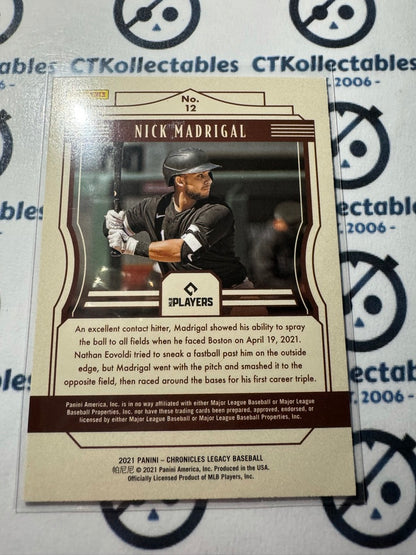 CTKollectables
- 2006 -
No.
12
NICK MADRIGAL
MLB PLAYERS
An excellent contact hitter, Madrigal showed his ability to spray
the ball to all fields when he faced Boston on April 19, 2021.
Nathan Eovoldi tried to sneak a fastball past him on the outside
edge, but Madrigal went with the pitch and smashed it to the
opposite field, then raced around the bases for his first career triple.
Panini America, Inc. is in no way affiliated with either Major League Baseball or Major League
Baseball Properties, Inc. nor have these trading cards been prepared, approved, endorsed, or
licensed by either Major League Baseball or Major League Baseball Properties, Inc.
2021 PANINI – CHRONICLES LEGACY BASEBALL
帕尼尼 © 2021 Panini America, Inc. Produced in the USA.
Officially Licensed Product of MLB Players, Inc.